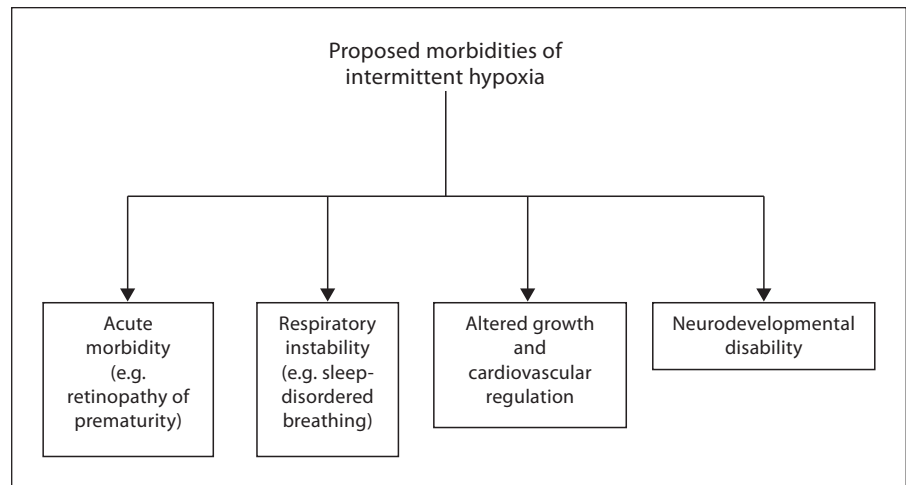 Proposed morbidities of
intermittent hypoxia
Acute
morbidity
(e.g.
retinopathy of
prematurity)
Respiratory
instability
(e.g. sleep-
disordered
breathing)
Altered growth
and
cardiovascular
regulation
Neurodevelopmental
disability